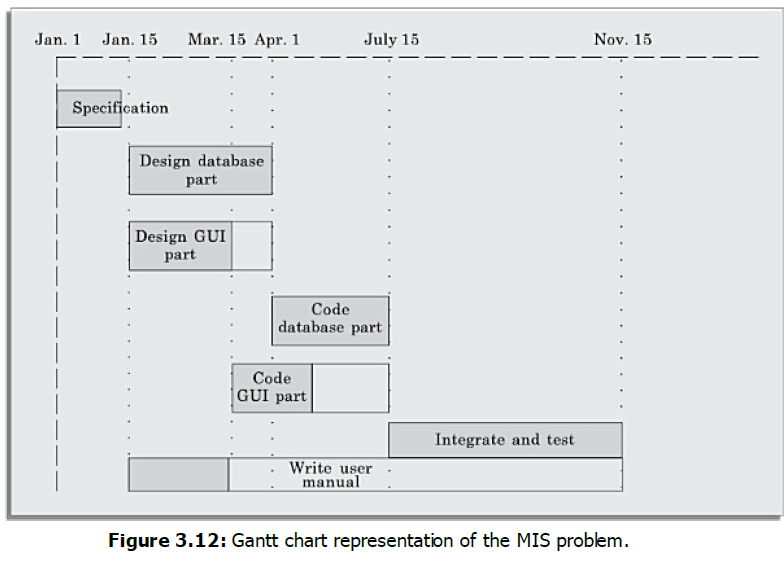 Jan. 1 Jan. 15 Mar. 15 Apr. 1 July 15 Nov. 15
Specification
Design database
part
Design GUI
part
Code
database part
Code
GUI part
Integrate and test
Write user
manual
Figure 3.12: Gantt chart representation of the MIS problem.